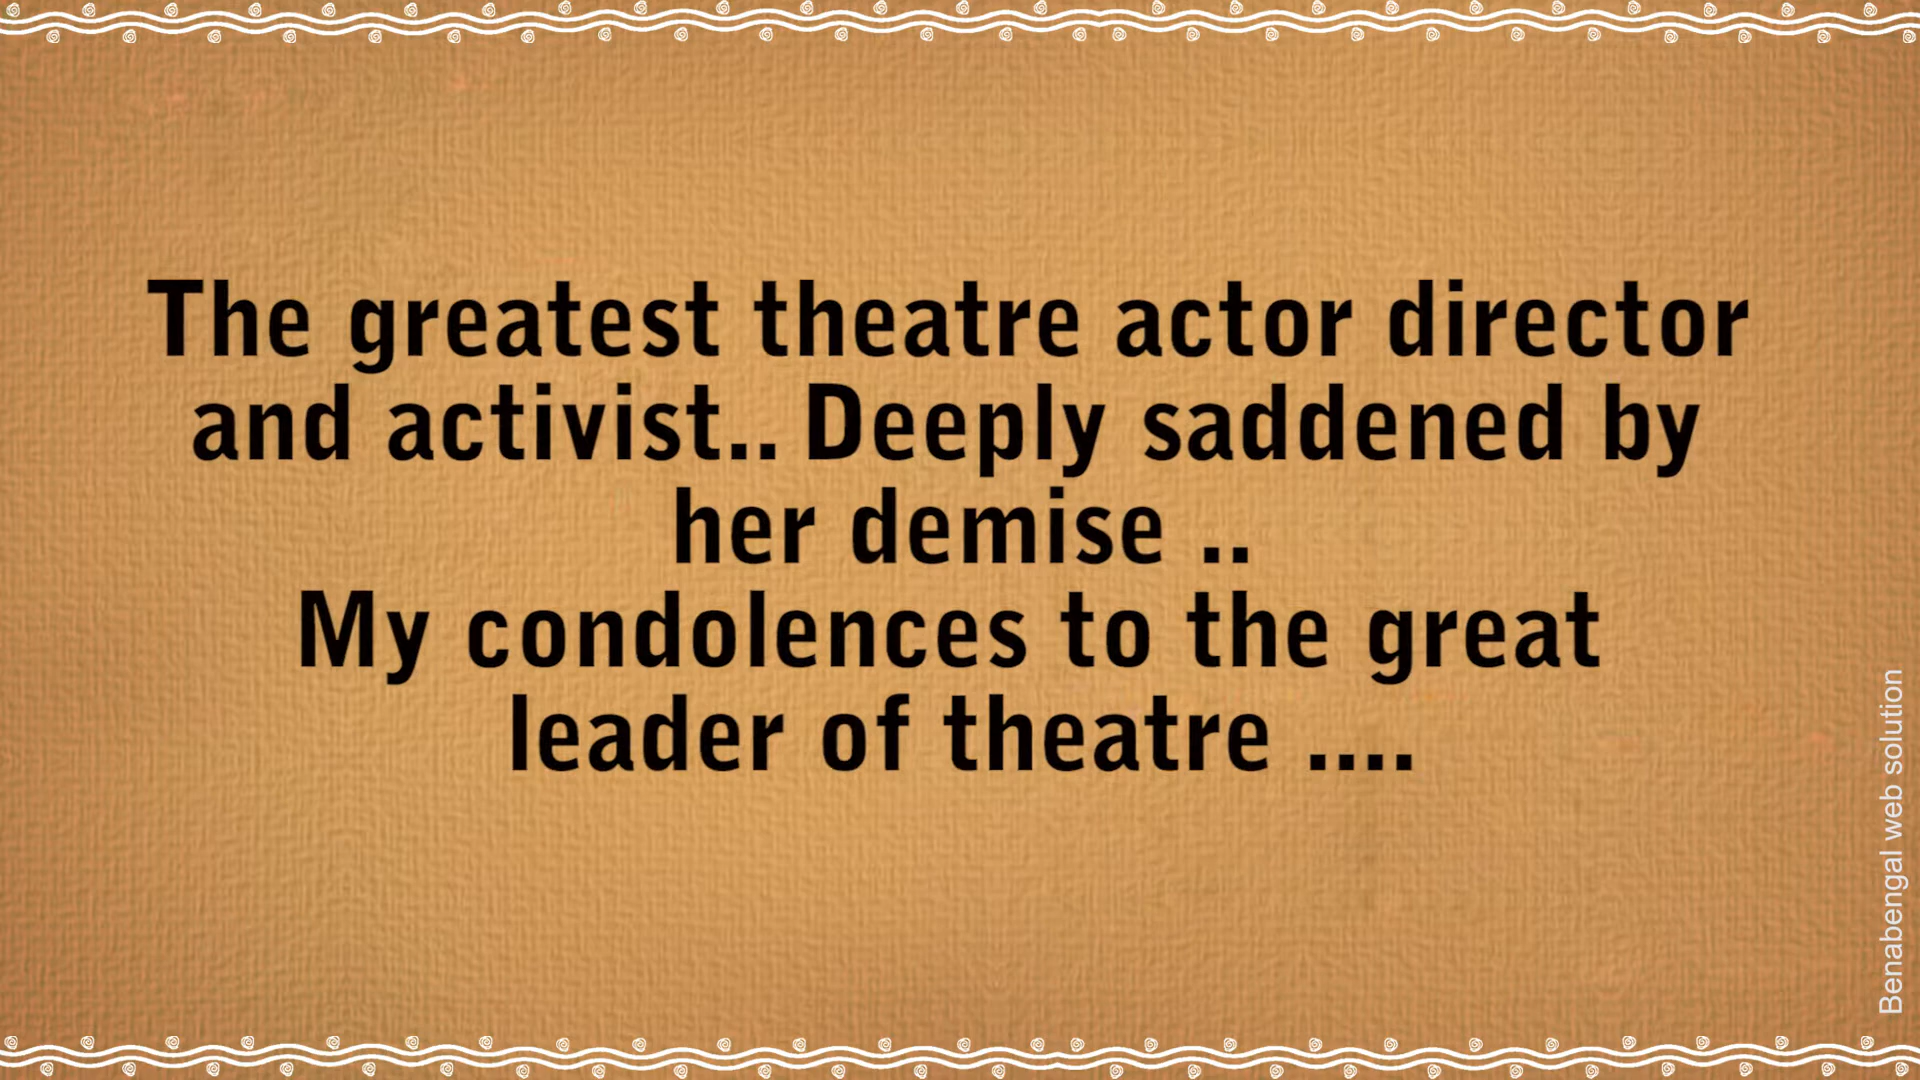 The greatest theatre actor director
and activist.. Deeply saddened by
her demise ..
My condolences to the great
leader of theatre ....
Benabengal web solution